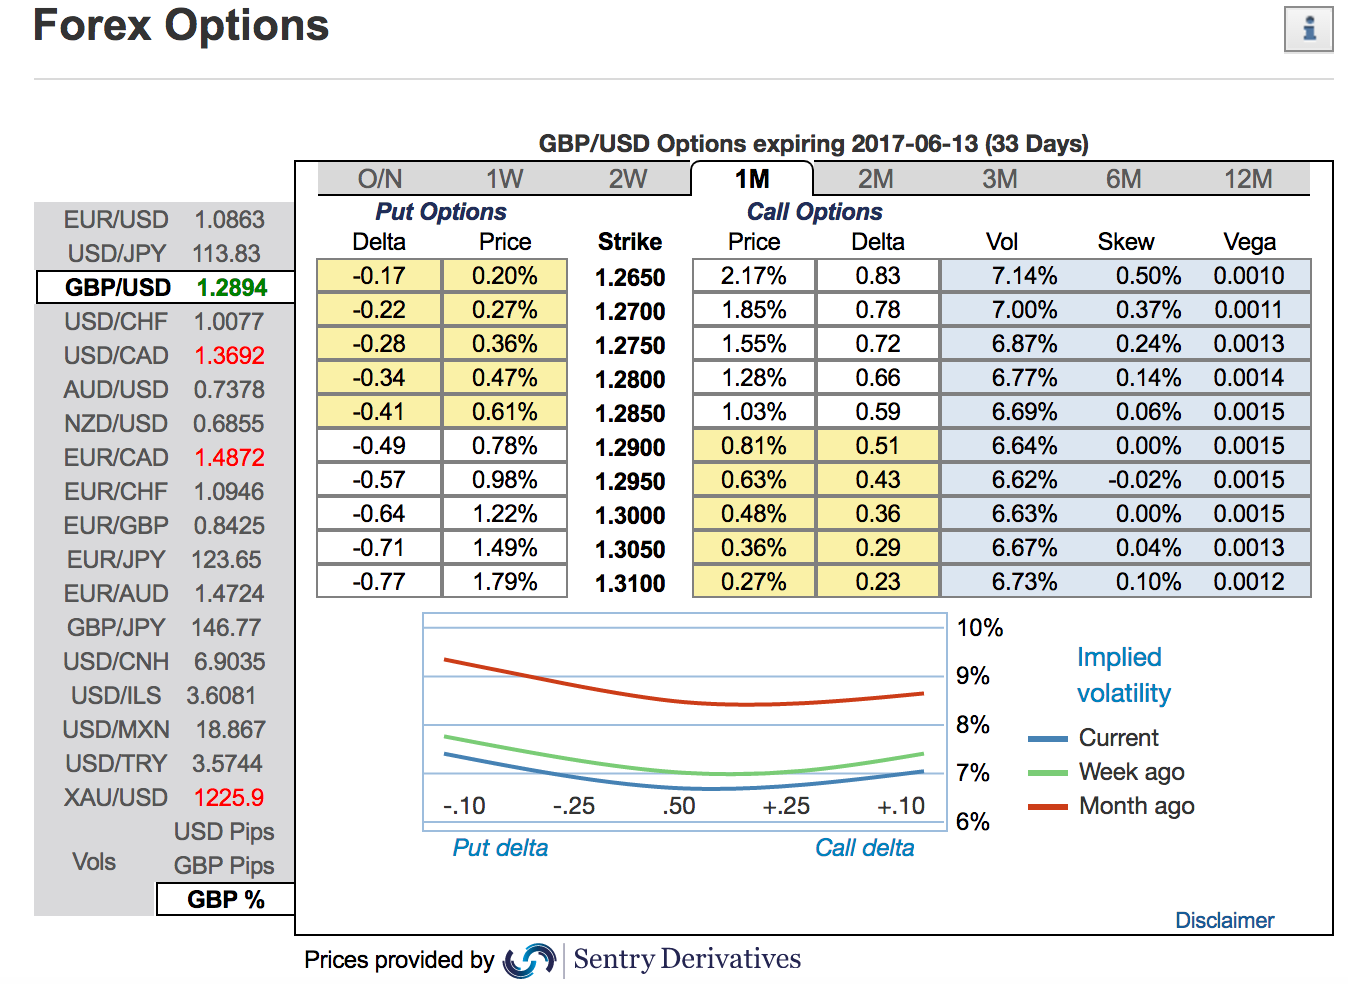 Forex Options
GBP/USD Options expiring 2017-06-13 (33 Days)
O/N 1W 2W 1M 2M 3M 6M 12M
Put Options Call Options
Delta Price Strike Price Delta Vol Skew Vega
-0.17 0.20% 1.2650 2.17% 0.83 7.14% 0.50% 0.0010
-0.22 0.27% 1.2700 1.85% 0.78 7.00% 0.37% 0.0011
-0.28 0.36% 1.2750 1.55% 0.72 6.87% 0.24% 0.0013
-0.34 0.47% 1.2800 1.28% 0.66 6.77% 0.14% 0.0014
-0.41 0.61% 1.2850 1.03% 0.59 6.69% 0.06% 0.0015
-0.49 0.78% 1.2900 0.81% 0.51 6.64% 0.00% 0.0015
-0.57 0.98% 1.2950 0.63% 0.43 6.62% -0.02% 0.0015
-0.64 1.22% 1.3000 0.48% 0.36 6.63% 0.00% 0.0015
-0.71 1.49% 1.3050 0.36% 0.29 6.67% 0.04% 0.0013
-0.77 1.79% 1.3100 0.27% 0.23 6.73% 0.10% 0.0012
EUR/USD 1.0863
USD/JPY 113.83
GBP/USD 1.2894
USD/CHF 1.0077
USD/CAD 1.3692
AUD/USD 0.7378
NZD/USD 0.6855
EUR/CAD 1.4872
EUR/CHF 1.0946
EUR/GBP 0.8425
EUR/JPY 123.65
EUR/AUD 1.4724
GBP/JPY 146.77
USD/CNH 6.9035
USD/ILS 3.6081
USD/MXN 18.867
USD/TRY 3.5744
XAU/USD 1225.9
USD Pips
Vols
GBP Pips
GBP %
10%
9%
8%
7%
6%
-.10 -.25 .50 +.25 +.10
Put delta Call delta
Implied
volatility
Current
Week ago
Month ago
Disclaimer
Prices provided by Sentry Derivatives